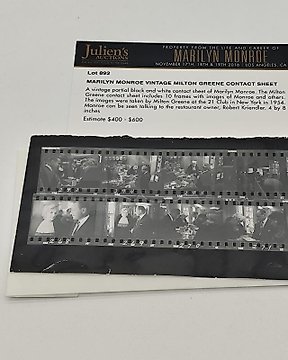 Julien's
AUCTIONS
PROPERTY FROM THE LIFE AND CAREER OF
MARILYN MONROE
NOVEMBER 17TH, 18TH & 19TH 2016 | LOS ANGELES, CA
Lot 893
MARILYN MONROE VINTAGE MILTON GREENE CONTACT SHEET
A vintage partial black and white contact sheet of Marilyn Monroe. The Milton
Greene contact sheet includes 10 frames with images of Monroe and others.
The images were taken by Milton Greene at the 21 Club in New York in 1954.
Monroe can be seen talking to the restaurant owner, Robert Kriendler. 4 by 8
inches
Estimate $400 - $600